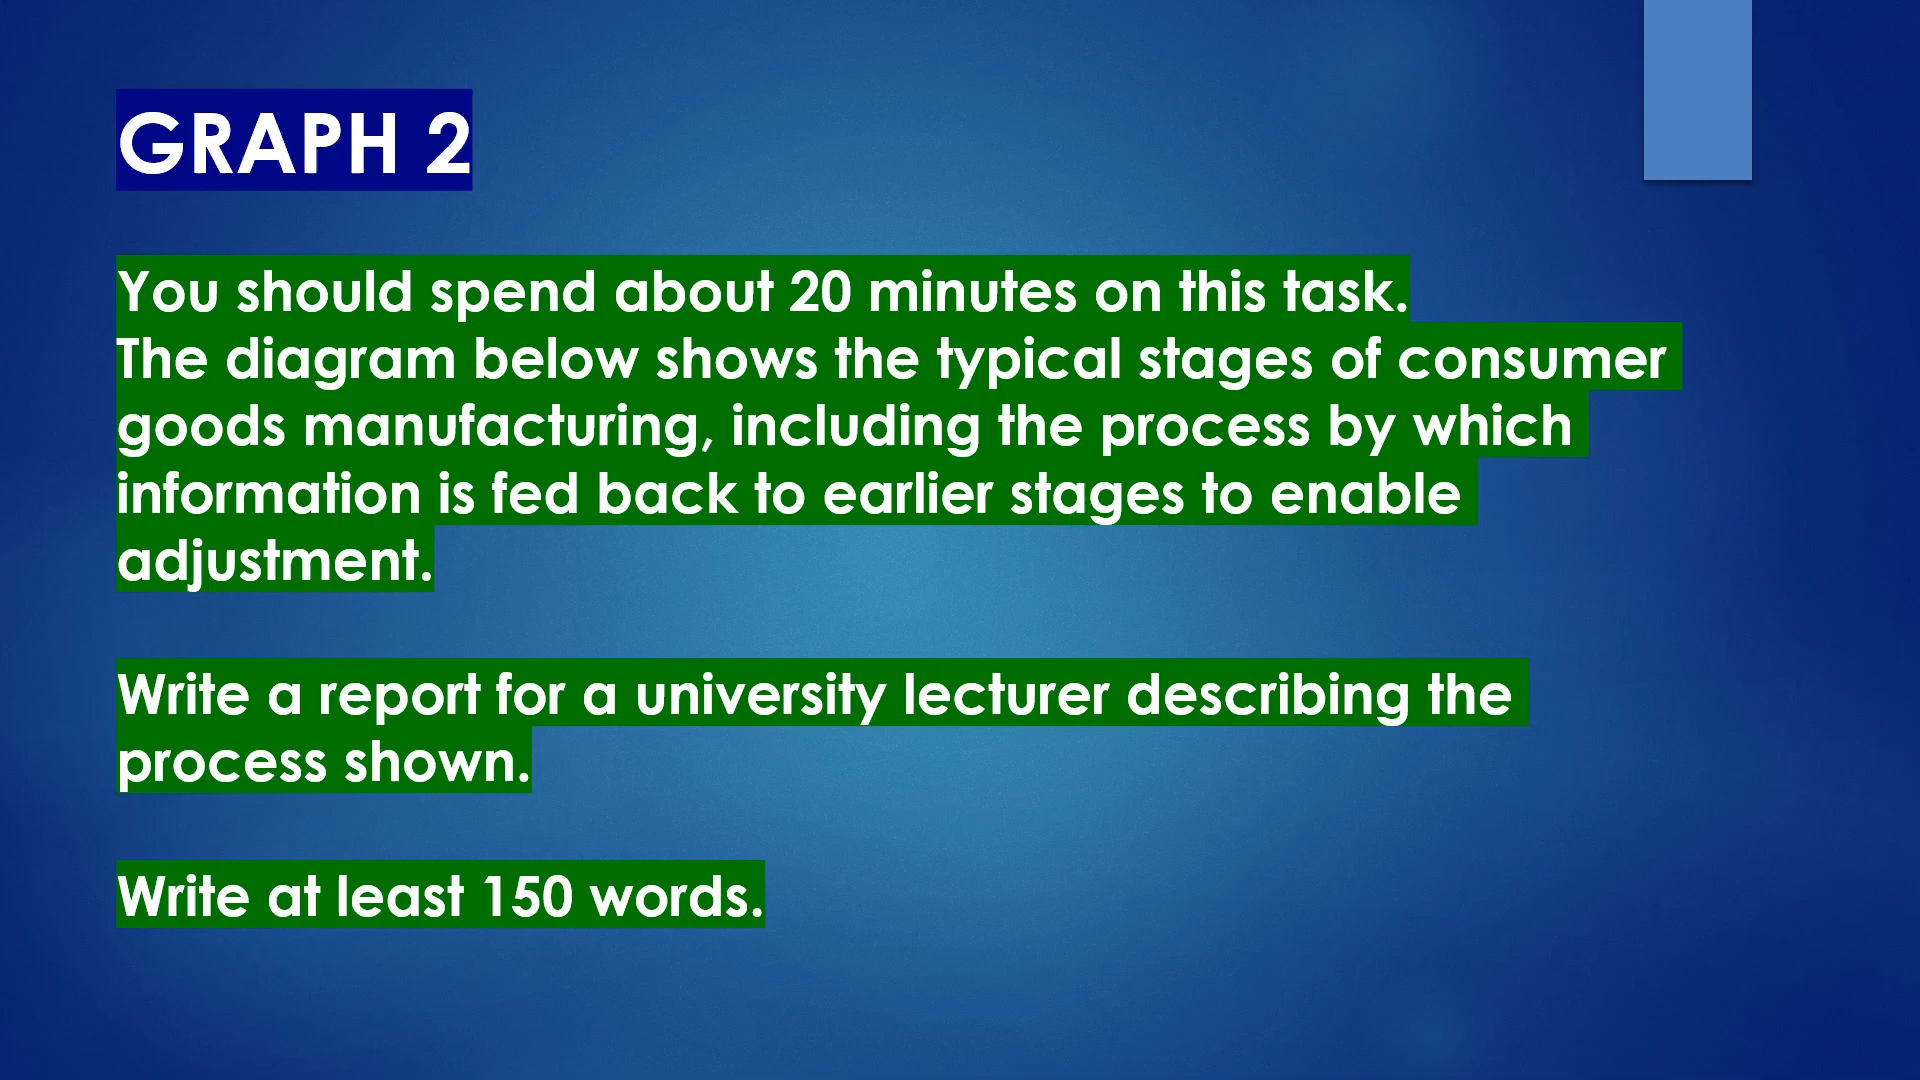 GRAPH 2
You should spend about 20 minutes on this task.
The diagram below shows the typical stages of consumer
goods manufacturing, including the process by which
information is fed back to earlier stages to enable
adjustment.
Write a report for a university lecturer describing the
process shown.
Write at least 150 words.